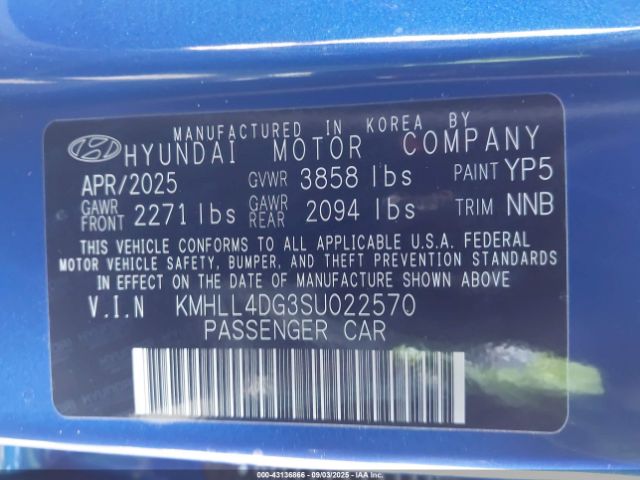 MANUFACTURED IN KOREA BY
HYUNDAI MOTOR COMPANY
APR/2025 GVWR 3858 lbs PAINT YP5
GAWR FRONT 2271 lbs GAWR REAR 2094 lbs TRIM NNB
THIS VEHICLE CONFORMS TO ALL APPLICABLE U.S.A. FEDERAL
MOTOR VEHICLE SAFETY, BUMPER, AND THEFT PREVENTION STANDARDS
IN EFFECT ON THE DATE OF MANUFACTURE SHOWN ABOVE
V.I.N KMHLL4DG3SU022570
PASSENGER CAR
000-43136866 - 09/03/2025 - IAA, LLC